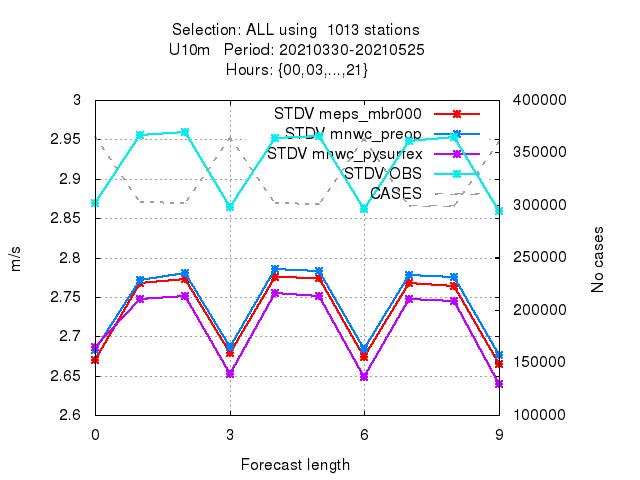 Selection: ALL using  1013 stations
U10m   Period: 20210330-20210525
Hours: {00,03,...,21}
STDV meps_mbr000
STDV mnwc_preop
STDV mnwc_pysurfex
STDV OBS
CASES
3
2.95
2.9
2.85
2.8
2.75
2.7
2.65
2.6
m/s
400000
350000
300000
250000
200000
150000
100000
No cases
0 3 6 9
Forecast length